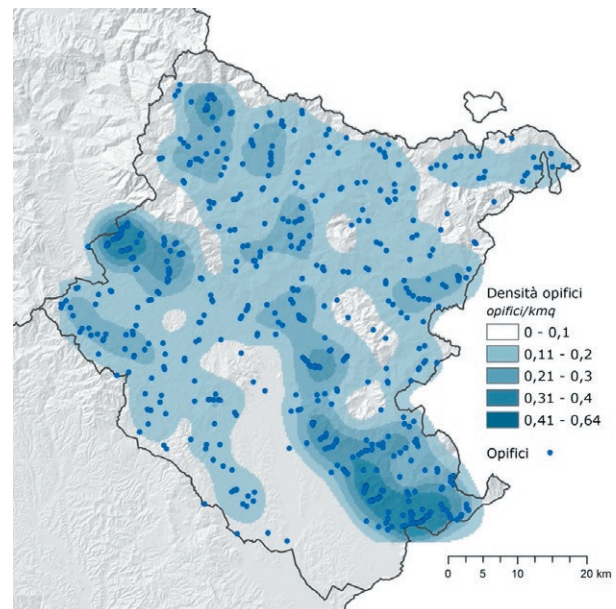 Densità opifici
opifici/kmq
0 - 0,1
0,11 - 0,2
0,21 - 0,3
0,31 - 0,4
0,41 - 0,64
Opifici
0 5 10 15 20 km